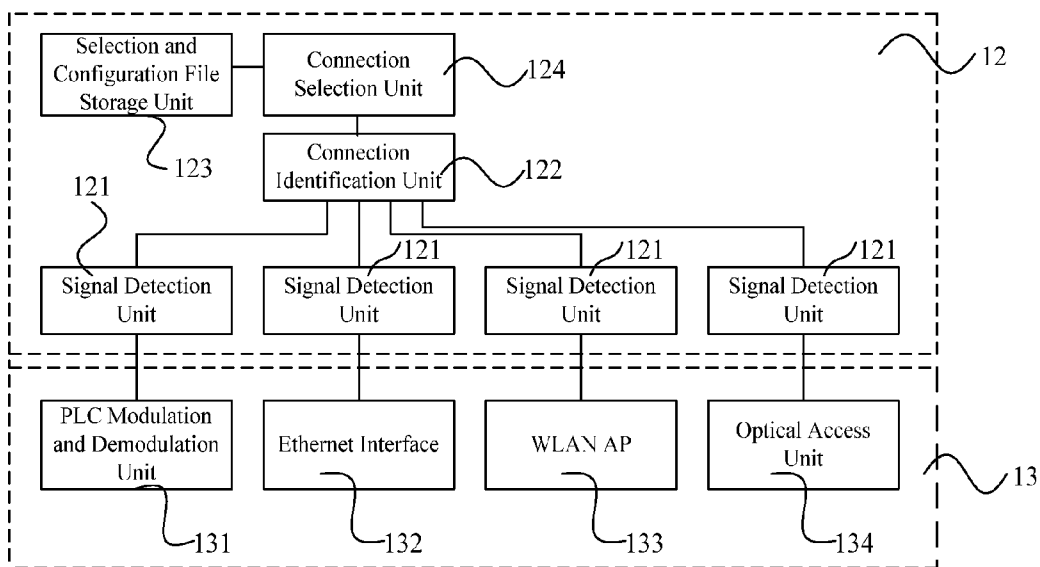 Selection and
Configuration File
Storage Unit
Connection
Selection Unit
124
12
123
Connection
Identification Unit
122
121
121
121
121
Signal Detection
Unit
Signal Detection
Unit
Signal Detection
Unit
Signal Detection
Unit
PLC Modulation
and Demodulation
Unit
Ethernet Interface
WLAN AP
Optical Access
Unit
13
131
132
133
134